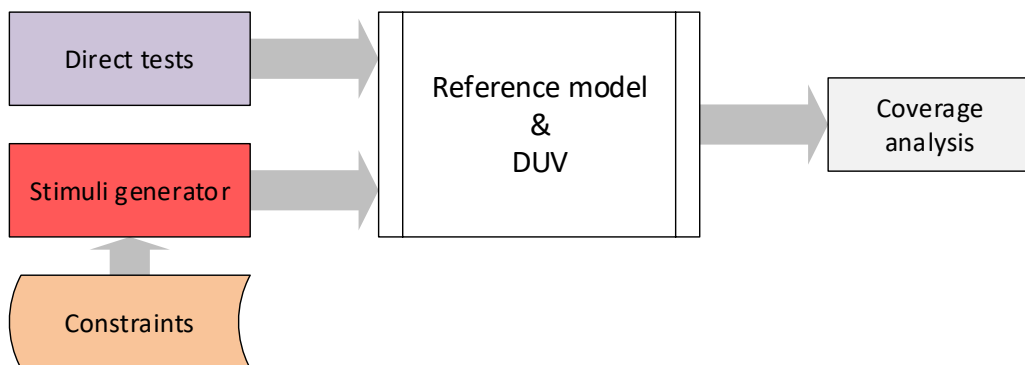 Direct tests
Stimuli generator
Constraints
Reference model
&
DUV
Coverage
analysis